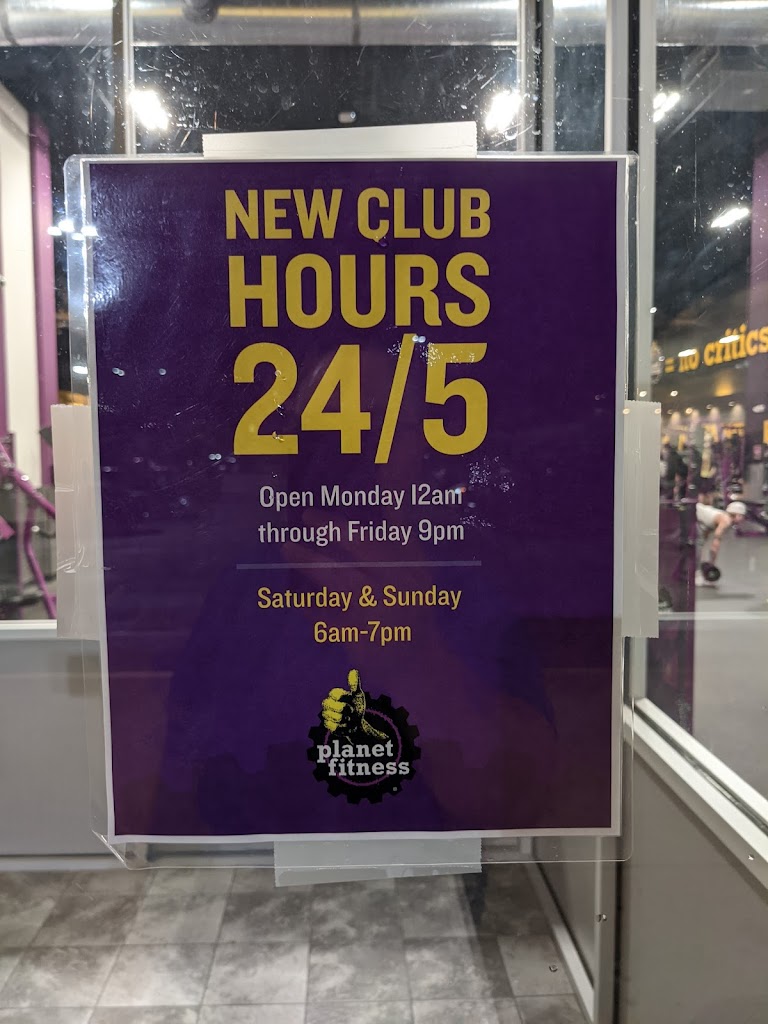 NEW CLUB
HOURS
24/5
Open Monday 12am
through Friday 9pm
Saturday & Sunday
6am-7pm
planet
fitness
= no critics